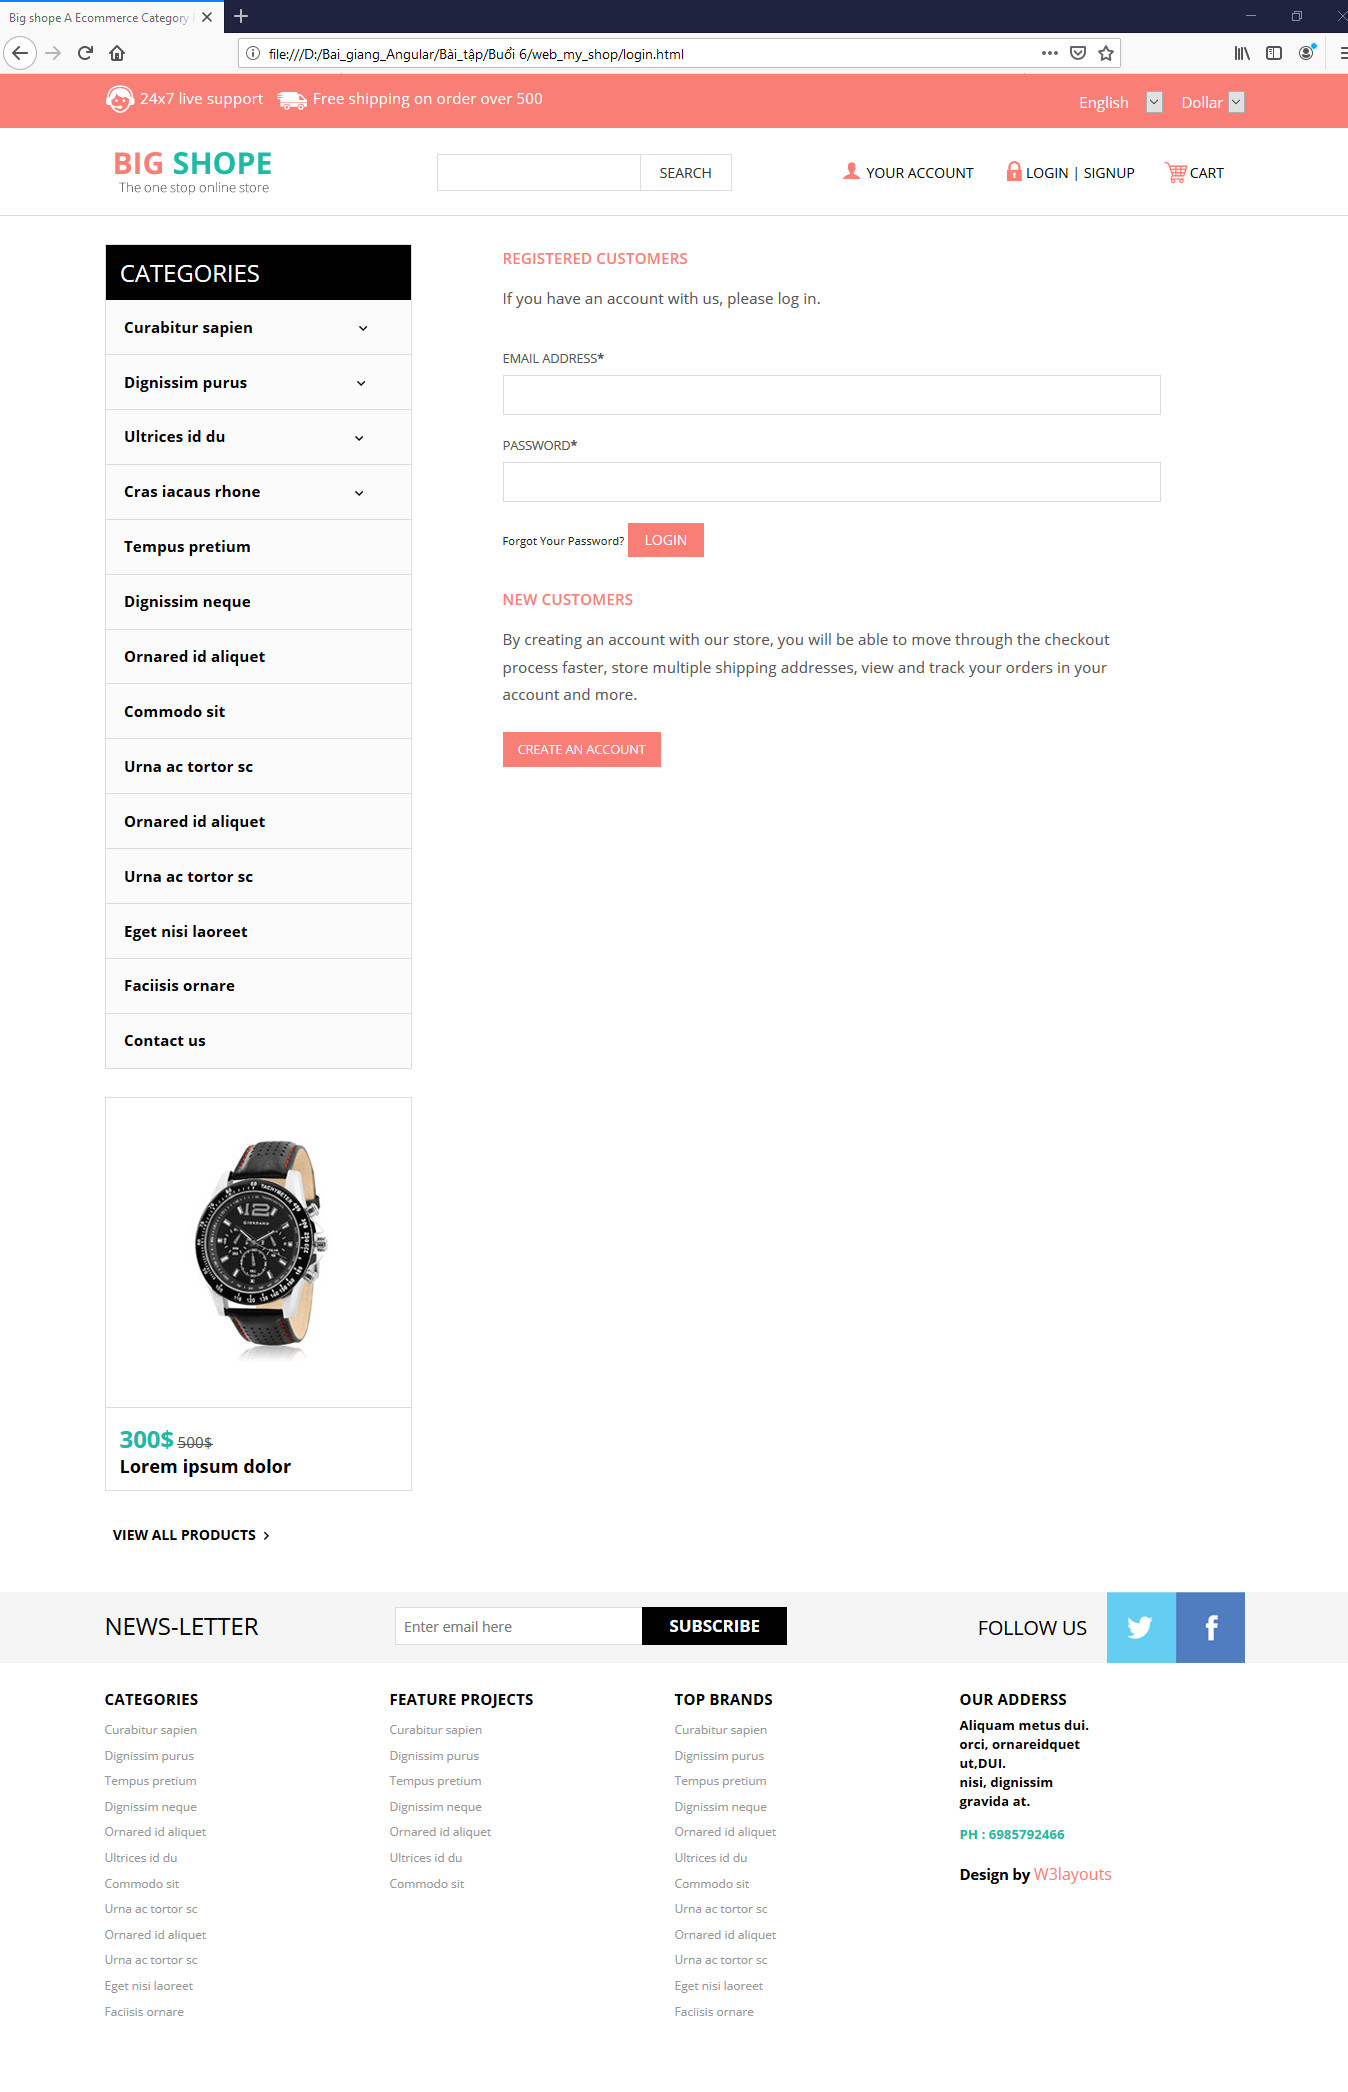 Big shope A Ecommerce Category
file:///D:/Bai_giang_Angular/Bài_tập/Buổi 6/web_my_shop/login.html
24x7 live support Free shipping on order over 500 English Dollar
BIG SHOPE
The one stop online store
SEARCH YOUR ACCOUNT LOGIN | SIGNUP CART
CATEGORIES
Curabitur sapien
Dignissim purus
Ultrices id du
Cras iacaus rhone
Tempus pretium
Dignissim neque
Ornared id aliquet
Commodo sit
Urna ac tortor sc
Ornared id aliquet
Urna ac tortor sc
Eget nisi laoreet
Faciisis ornare
Contact us
REGISTERED CUSTOMERS
If you have an account with us, please log in.
EMAIL ADDRESS*
PASSWORD*
Forgot Your Password? LOGIN
NEW CUSTOMERS
By creating an account with our store, you will be able to move through the checkout
process faster, store multiple shipping addresses, view and track your orders in your
account and more.
CREATE AN ACCOUNT
TACHYMETER
12
GIORDANO
300$ 500$
Lorem ipsum dolor
VIEW ALL PRODUCTS >
NEWS-LETTER Enter email here SUBSCRIBE FOLLOW US f
CATEGORIES
Curabitur sapien
Dignissim purus
Tempus pretium
Dignissim neque
Ornared id aliquet
Ultrices id du
Commodo sit
Urna ac tortor sc
Ornared id aliquet
Urna ac tortor sc
Eget nisi laoreet
Faciisis ornare
FEATURE PROJECTS
Curabitur sapien
Dignissim purus
Tempus pretium
Dignissim neque
Ornared id aliquet
Ultrices id du
Commodo sit
TOP BRANDS
Curabitur sapien
Dignissim purus
Tempus pretium
Dignissim neque
Ornared id aliquet
Ultrices id du
Commodo sit
Urna ac tortor sc
Ornared id aliquet
Urna ac tortor sc
Eget nisi laoreet
Faciisis ornare
OUR ADDERSS
Aliquam metus dui.
orci, ornareidquet
ut,DUI.
nisi, dignissim
gravida at.
PH : 6985792466
Design by W3layouts